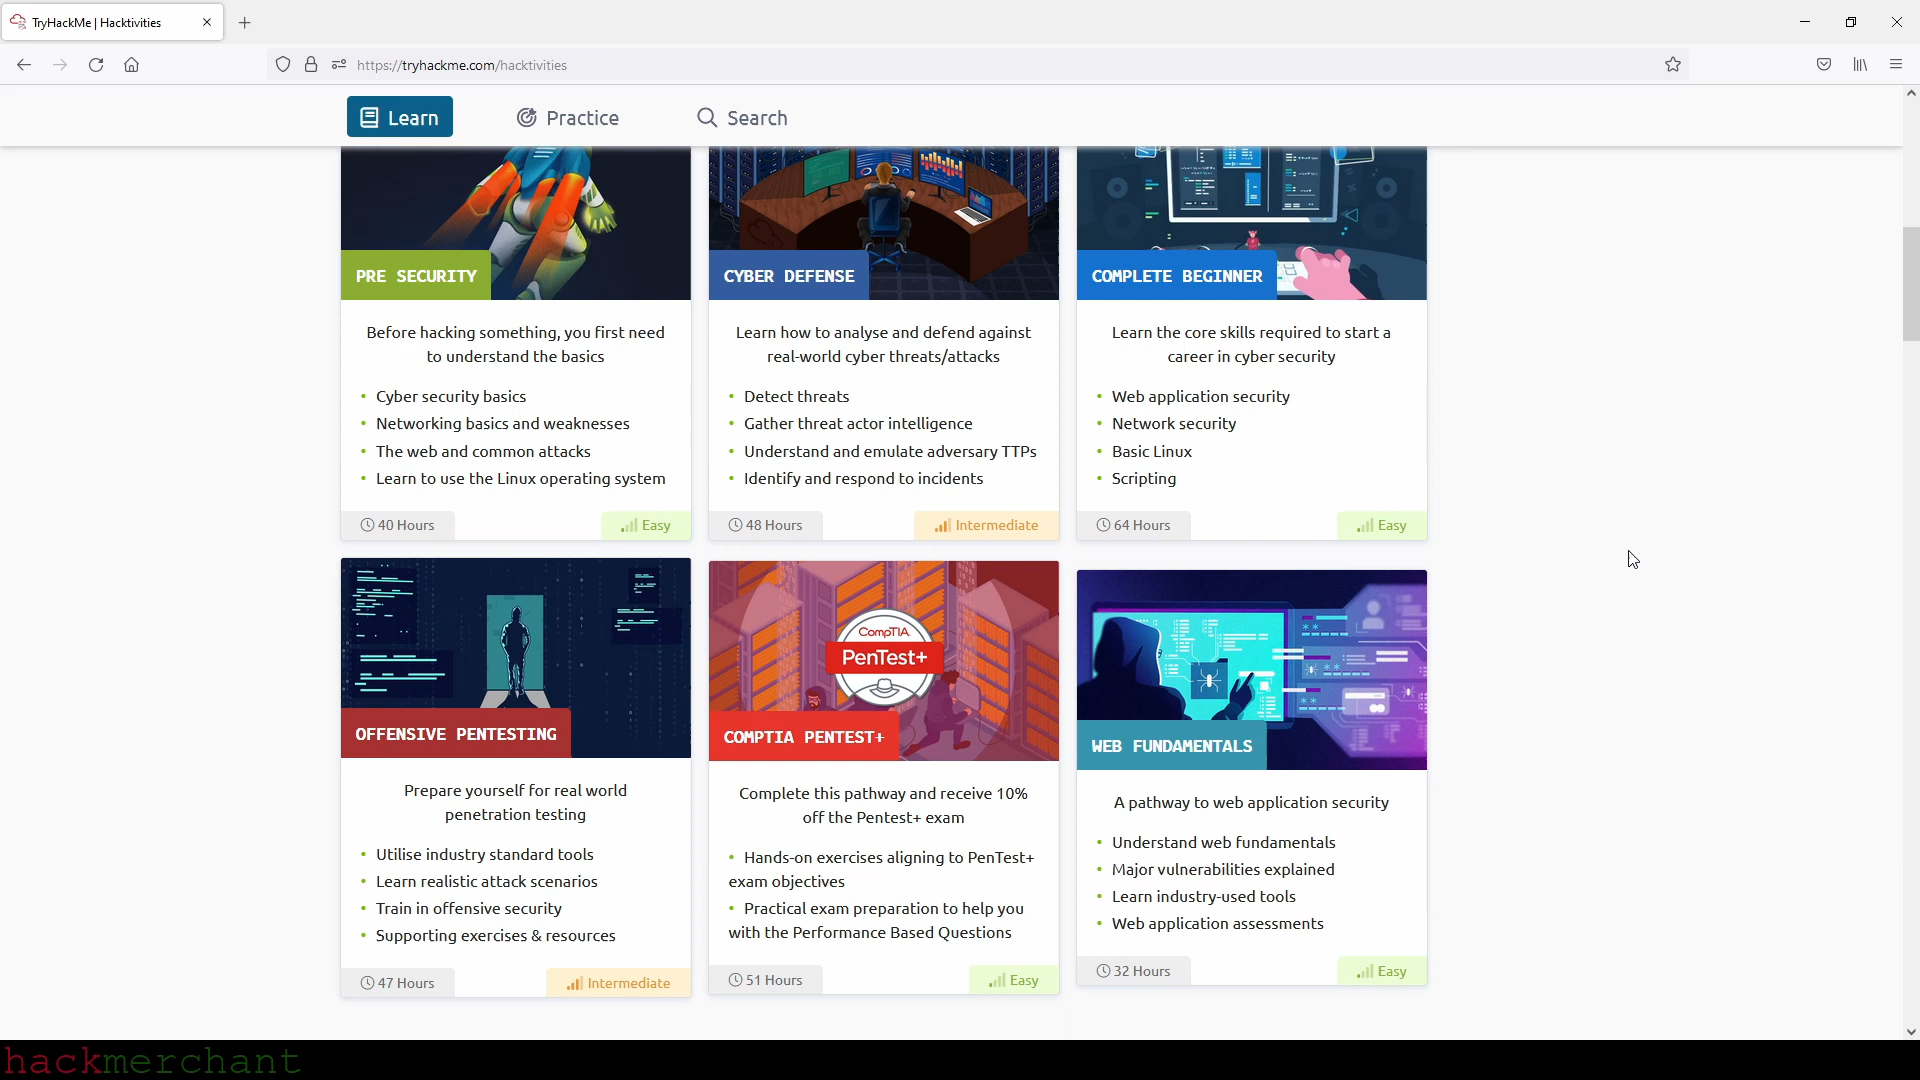 TryHackMe | Hacktivities
https://tryhackme.com/hacktivities
Learn
Practice
Search
PRE SECURITY
Before hacking something, you first need
to understand the basics
• Cyber security basics
• Networking basics and weaknesses
• The web and common attacks
• Learn to use the Linux operating system
40 Hours
Easy
CYBER DEFENSE
Learn how to analyse and defend against
real-world cyber threats/attacks
• Detect threats
• Gather threat actor intelligence
• Understand and emulate adversary TTPs
• Identify and respond to incidents
48 Hours
Intermediate
COMPLETE BEGINNER
Learn the core skills required to start a
career in cyber security
• Web application security
• Network security
• Basic Linux
• Scripting
64 Hours
Easy
OFFENSIVE PENTESTING
Prepare yourself for real world
penetration testing
• Utilise industry standard tools
• Learn realistic attack scenarios
• Train in offensive security
• Supporting exercises & resources
47 Hours
Intermediate
CompTIA
PenTest+
COMPTIA PENTEST+
Complete this pathway and receive 10%
off the Pentest+ exam
• Hands-on exercises aligning to PenTest+
exam objectives
• Practical exam preparation to help you
with the Performance Based Questions
51 Hours
Easy
WEB FUNDAMENTALS
A pathway to web application security
• Understand web fundamentals
• Major vulnerabilities explained
• Learn industry-used tools
• Web application assessments
32 Hours
Easy
hackmerchant